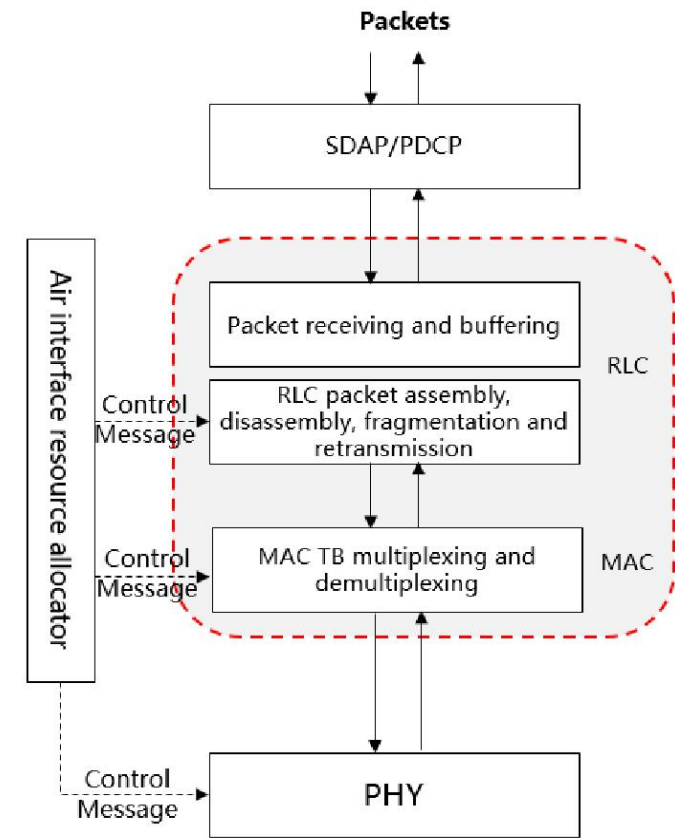 Packets
SDAP/PDCP
Air interface resource allocator
Packet receiving and buffering
RLC
RLC packet assembly,
disassembly, fragmentation and
retransmission
Control
Message
MAC TB multiplexing and
demultiplexing
MAC
Control
Message
PHY
Control
Message